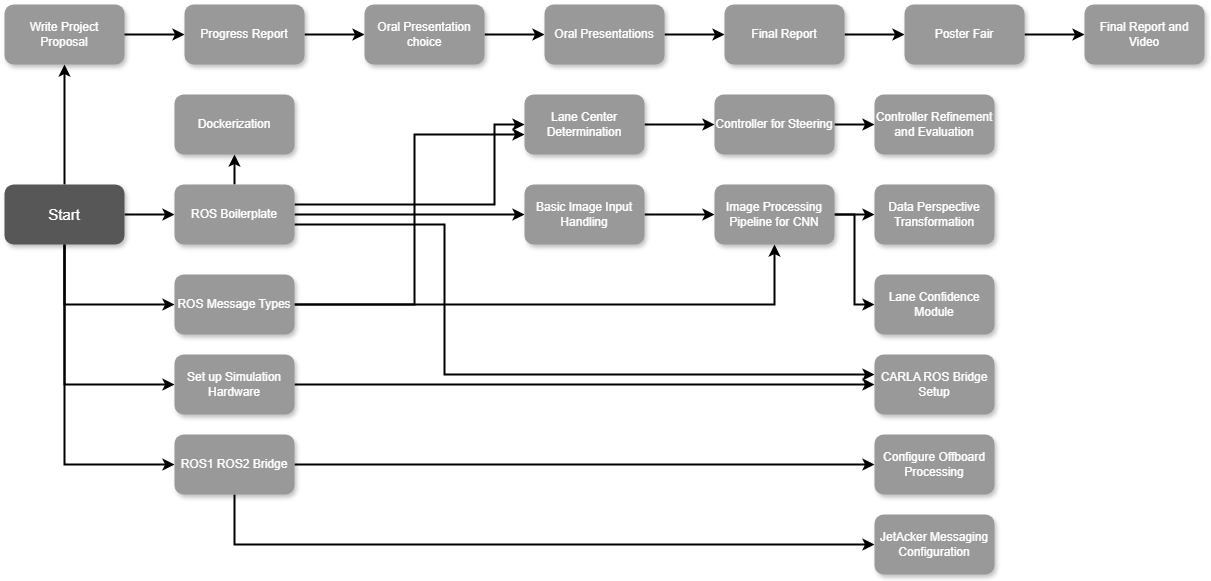 Write Project
Proposal
Progress Report
Oral Presentation
choice
Oral Presentations
Final Report
Poster Fair
Final Report and
Video
Dockerization
Lane Center
Determination
Controller for Steering
Controller Refinement
and Evaluation
Start
ROS Boilerplate
Basic Image Input
Handling
Image Processing
Pipeline for CNN
Data Perspective
Transformation
ROS Message Types
Lane Confidence
Module
Set up Simulation
Hardware
CARLA ROS Bridge
Setup
ROS1 ROS2 Bridge
Configure Offboard
Processing
JetAcker Messaging
Configuration